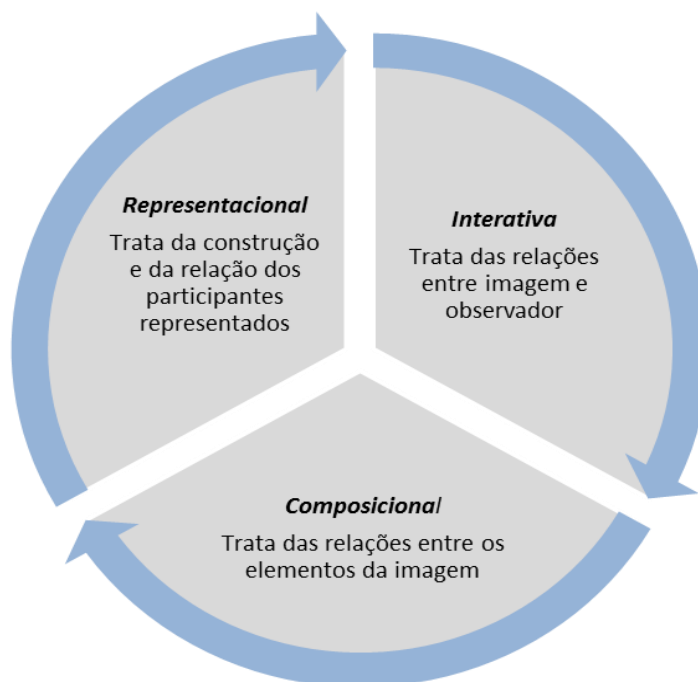 Representacional
Trata da construção
e da relação dos
participantes
representados
Interativa
Trata das relações
entre imagem e
observador
Composicional
Trata das relações entre os
elementos da imagem